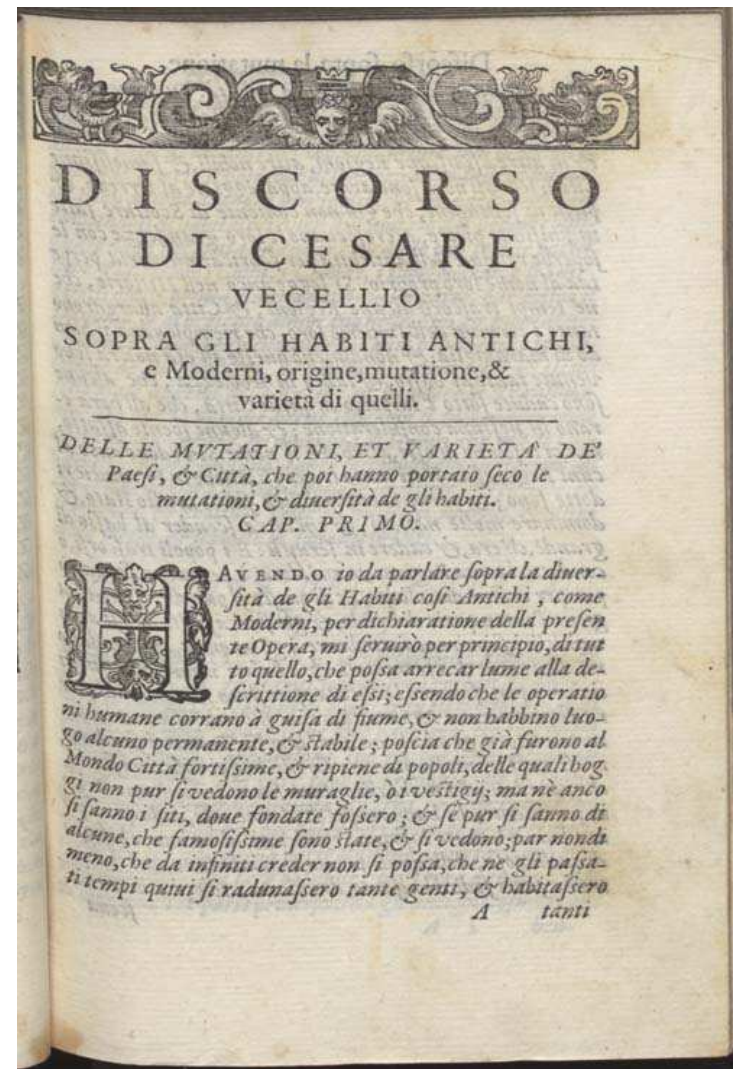 DISCORSO
DI CESARE
VECELLIO
SOPRA GLI HABITI ANTICHI,
e Moderni, origine, mutatione, &
varietà di quelli.
DELLE MVTATIONI, ET VARIETA' DE'
Paesi, & Città, che poi hanno portato seco le
mutationi, & diuersità de gli habiti.
CAP. PRIMO.
HAVENDO io da parlare sopra la diuer-
sità de gli Habiti così Antichi, come
Moderni, per dichiaratione della presen
te Opera, mi seruirò per principio, di tut
to quello, che possa arrecar lume alla de-
scrittione di essi; essendo che le operatio
ni humane corrano à guisa di fiume, & non habbino luo-
go alcuno permanente, & stabile; poscia che già furono al
Mondo Città fortissime, & ripiene di popoli, delle quali hog
gi non pur si vedono le muraglie, ò i vestigij; ma nè anco
si sanno i siti, doue fondate fossero; & se pur si sanno di
alcune, che famosissime sono state, & si vedono; par nondi
meno, che da infiniti creder non si possa, che ne gli passa-
ti tempi quiui si radunassero tante genti, & habitassero
A tanti